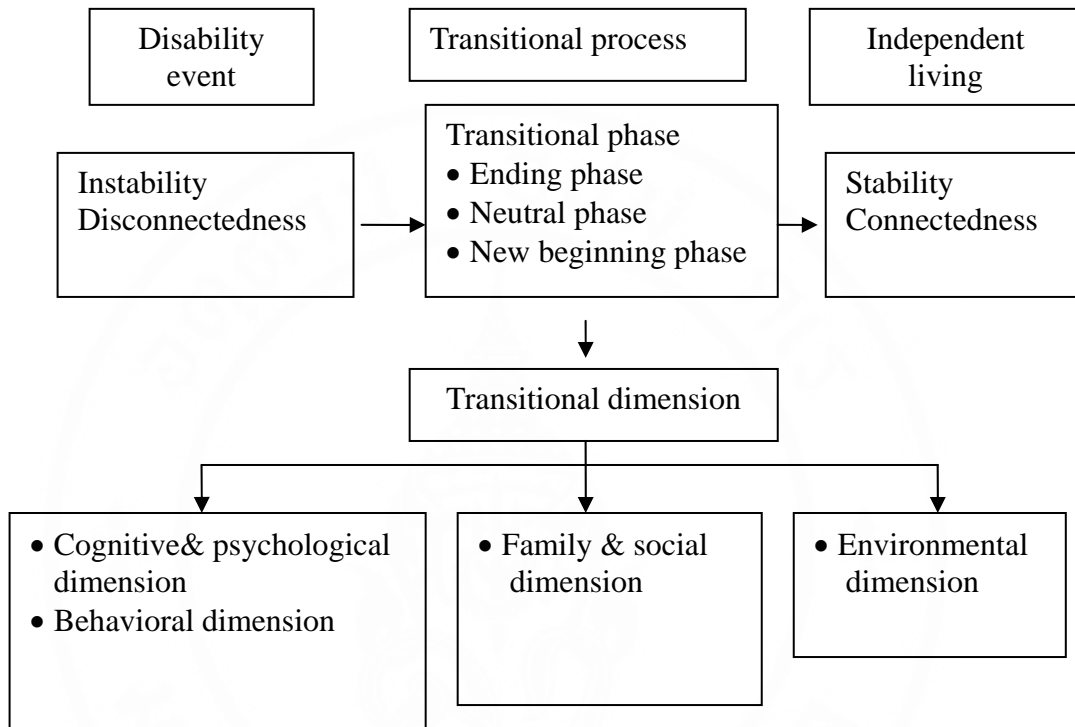 Disability
event
Transitional process
Independent
living
Instability
Disconnectedness
Transitional phase
• Ending phase
• Neutral phase
• New beginning phase
Stability
Connectedness
Transitional dimension
• Cognitive& psychological
dimension
• Behavioral dimension
• Family & social
dimension
• Environmental
dimension